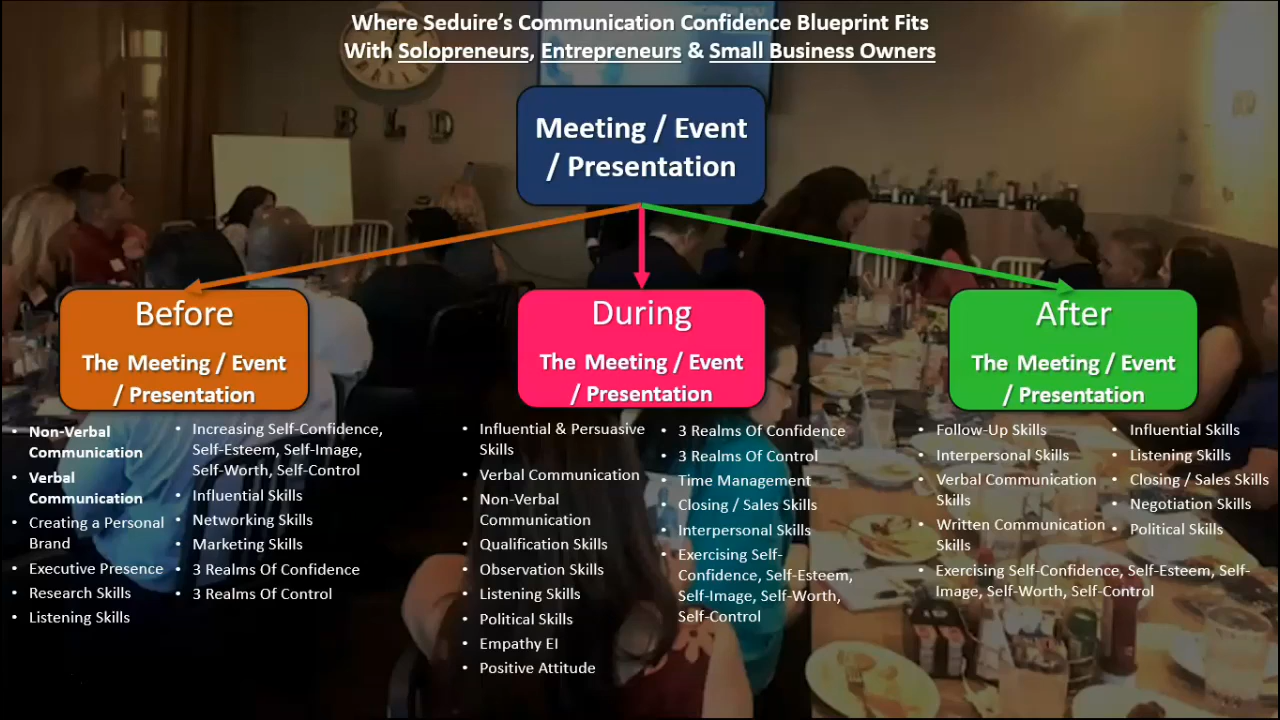 Where Seduire's Communication Confidence Blueprint Fits
With Solopreneurs, Entrepreneurs & Small Business Owners
BLD
Meeting / Event
/ Presentation
Before
The Meeting / Event
/ Presentation
• Non-Verbal
Communication
• Verbal
Communication
• Creating a Personal
Brand
• Executive Presence
• Research Skills
• Listening Skills
• Increasing Self-Confidence,
Self-Esteem, Self-Image,
Self-Worth, Self-Control
• Influential Skills
• Networking Skills
• Marketing Skills
• 3 Realms Of Confidence
• 3 Realms Of Control
During
The Meeting / Event
/ Presentation
• Influential & Persuasive
Skills
• Verbal Communication
• Non-Verbal
Communication
• Qualification Skills
• Observation Skills
• Listening Skills
• Political Skills
• Empathy EI
• Positive Attitude
• 3 Realms Of Confidence
• 3 Realms Of Control
• Time Management
• Closing / Sales Skills
• Interpersonal Skills
• Exercising Self-
Confidence, Self-Esteem,
Self-Image, Self-Worth,
Self-Control
After
The Meeting / Event
/ Presentation
• Follow-Up Skills
• Interpersonal Skills
• Verbal Communication
Skills
• Written Communication
Skills
• Influential Skills
• Listening Skills
• Closing / Sales Skills
• Negotiation Skills
• Political Skills
• Exercising Self-Confidence, Self-Esteem, Self-
Image, Self-Worth, Self-Control